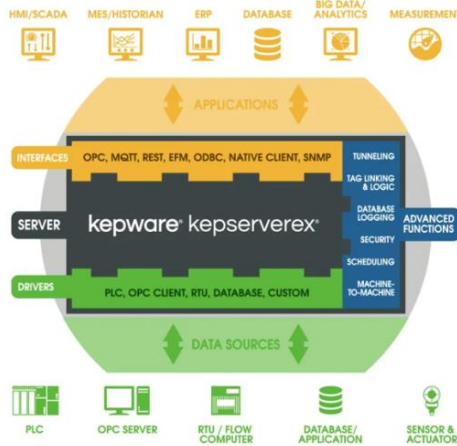 HMI/SCADA
MES/HISTORIAN
ERP
DATABASE
BIG DATA/
ANALYTICS
MEASUREMENT
APPLICATIONS
INTERFACES
OPC, MQTT, REST, EFM, ODBC, NATIVE CLIENT, SNMP
TUNNELING
TAG LINKING
& LOGIC
SERVER
kepware® kepserverex®
DATABASE
LOGGING
SECURITY
ADVANCED
FUNCTIONS
SCHEDULING
DRIVERS
PLC, OPC CLIENT, RTU, DATABASE, CUSTOM
MACHINE-
TO-MACHINE
DATA SOURCES
PLC
OPC SERVER
RTU / FLOW
COMPUTER
DATABASE/
APPLICATION
SENSOR &
ACTUATOR